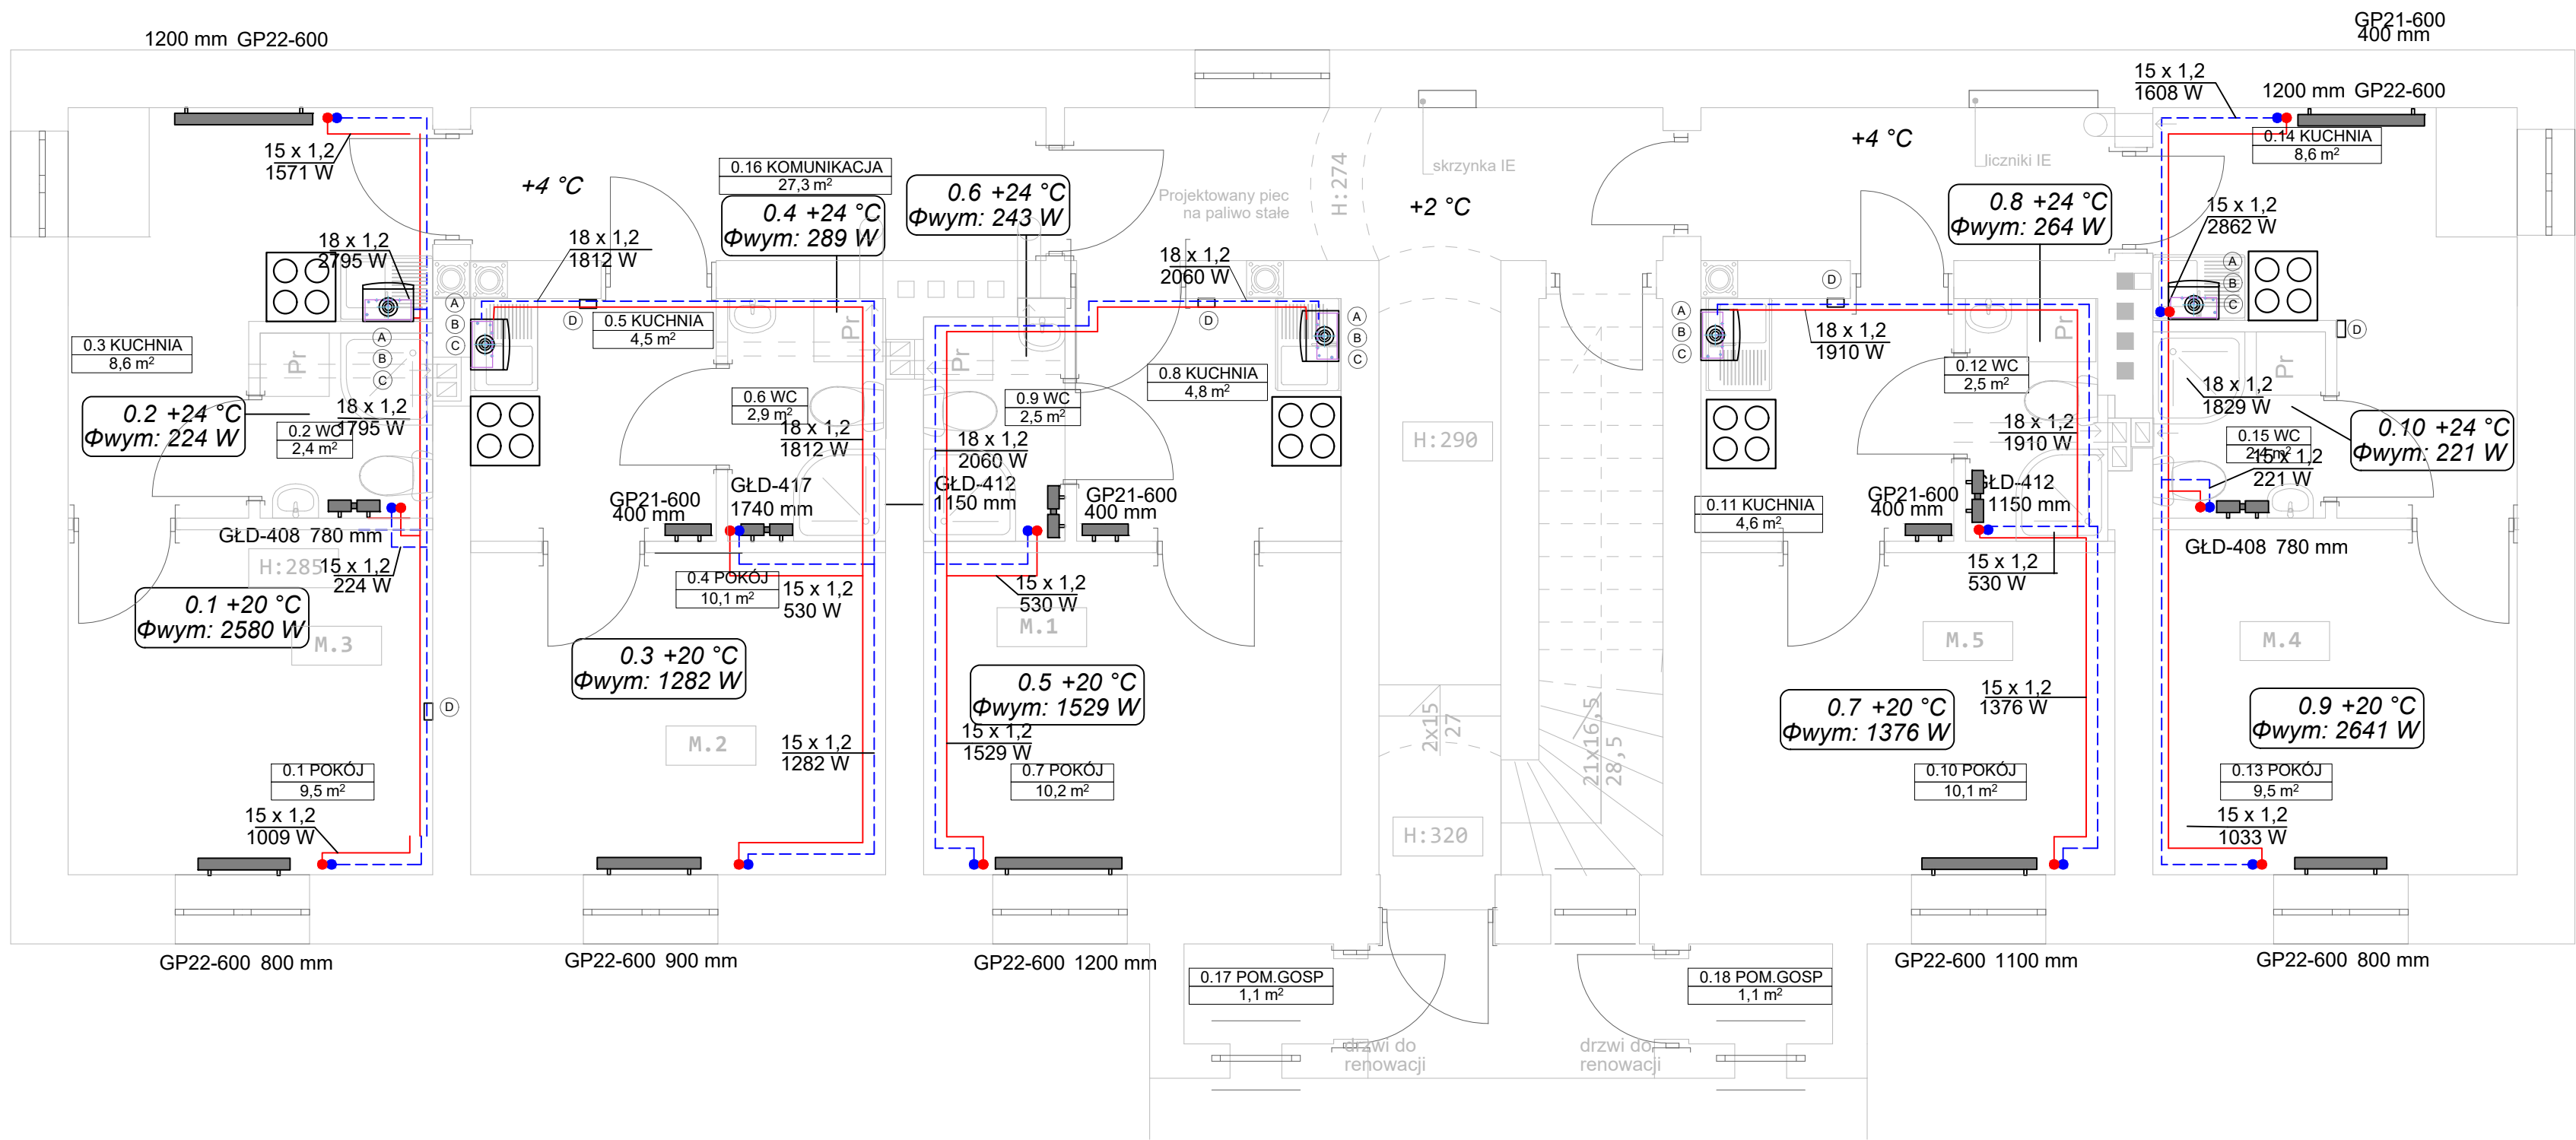 1200 mm GP22-600
GP21-600
400 mm
15 x 1,2
1608 W
1200 mm GP22-600
15 x 1,2
1571 W
+4 °C
0.16 KOMUNIKACJA
27,3 m²
0.4 +24 °C
Φwym: 289 W
0.6 +24 °C
Φwym: 243 W
Projektowany piec
na paliwo stałe
H:274
skrzynka IE
+2 °C
+4 °C
liczniki IE
0.14 KUCHNIA
8,6 m²
0.8 +24 °C
Φwym: 264 W
15 x 1,2
2862 W
18 x 1,2
2795 W
18 x 1,2
1812 W
18 x 1,2
2060 W
A
B
C
D
0.5 KUCHNIA
4,5 m²
Pr
D
A
B
C
A
B
C
D
18 x 1,2
1910 W
Pr
A
B
C
D
0.3 KUCHNIA
8,6 m²
Pr
A
B
C
Pr
0.8 KUCHNIA
4,8 m²
0.12 WC
2,5 m²
Pr
18 x 1,2
1829 W
0.2 +24 °C
Φwym: 224 W
18 x 1,2
1795 W
0.2 WC
2,4 m²
0.6 WC
2,9 m²
18 x 1,2
1812 W
0.9 WC
2,5 m²
18 x 1,2
2060 W
H:290
18 x 1,2
1910 W
0.15 WC
2,4 m²
15 x 1,2
221 W
0.10 +24 °C
Φwym: 221 W
GP21-600
400 mm
GŁD-417
1740 mm
GŁD-412
1150 mm
GP21-600
400 mm
0.11 KUCHNIA
4,6 m²
GP21-600
400 mm
GŁD-412
1150 mm
GŁD-408 780 mm
GŁD-408 780 mm
H:285
15 x 1,2
224 W
0.4 POKÓJ
10,1 m²
15 x 1,2
530 W
15 x 1,2
530 W
15 x 1,2
530 W
0.1 +20 °C
Φwym: 2580 W
M.3
M.1
M.5
M.4
0.3 +20 °C
Φwym: 1282 W
0.5 +20 °C
Φwym: 1529 W
0.7 +20 °C
Φwym: 1376 W
15 x 1,2
1376 W
0.9 +20 °C
Φwym: 2641 W
D
M.2
15 x 1,2
1282 W
15 x 1,2
1529 W
2x15
27
21x16,5
28,5
0.1 POKÓJ
9,5 m²
0.7 POKÓJ
10,2 m²
0.10 POKÓJ
10,1 m²
0.13 POKÓJ
9,5 m²
15 x 1,2
1009 W
H:320
15 x 1,2
1033 W
GP22-600 800 mm
GP22-600 900 mm
GP22-600 1200 mm
GP22-600 1100 mm
GP22-600 800 mm
0.17 POM.GOSP
1,1 m²
0.18 POM.GOSP
1,1 m²
drzwi do
renowacji
drzwi do
renowacji